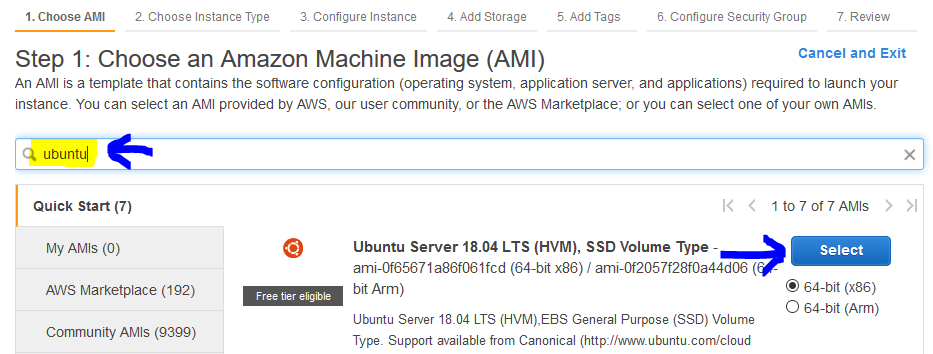 1. Choose AMI 2. Choose Instance Type 3. Configure Instance 4. Add Storage 5. Add Tags 6. Configure Security Group 7. Review
Step 1: Choose an Amazon Machine Image (AMI)
Cancel and Exit
An AMI is a template that contains the software configuration (operating system, application server, and applications) required to launch your
instance. You can select an AMI provided by AWS, our user community, or the AWS Marketplace; or you can select one of your own AMIs.
ubuntu
Quick Start (7)
1 to 7 of 7 AMIs
My AMIs (0)
AWS Marketplace (192)
Community AMIs (9399)
Free tier eligible
Ubuntu Server 18.04 LTS (HVM), SSD Volume Type -
ami-0f65671a86f061fcd (64-bit x86) / ami-0f2057f28f0a44d06 (64-
bit Arm)
Ubuntu Server 18.04 LTS (HVM),EBS General Purpose (SSD) Volume
Type. Support available from Canonical (http://www.ubuntu.com/cloud
Select
64-bit (x86)
64-bit (Arm)